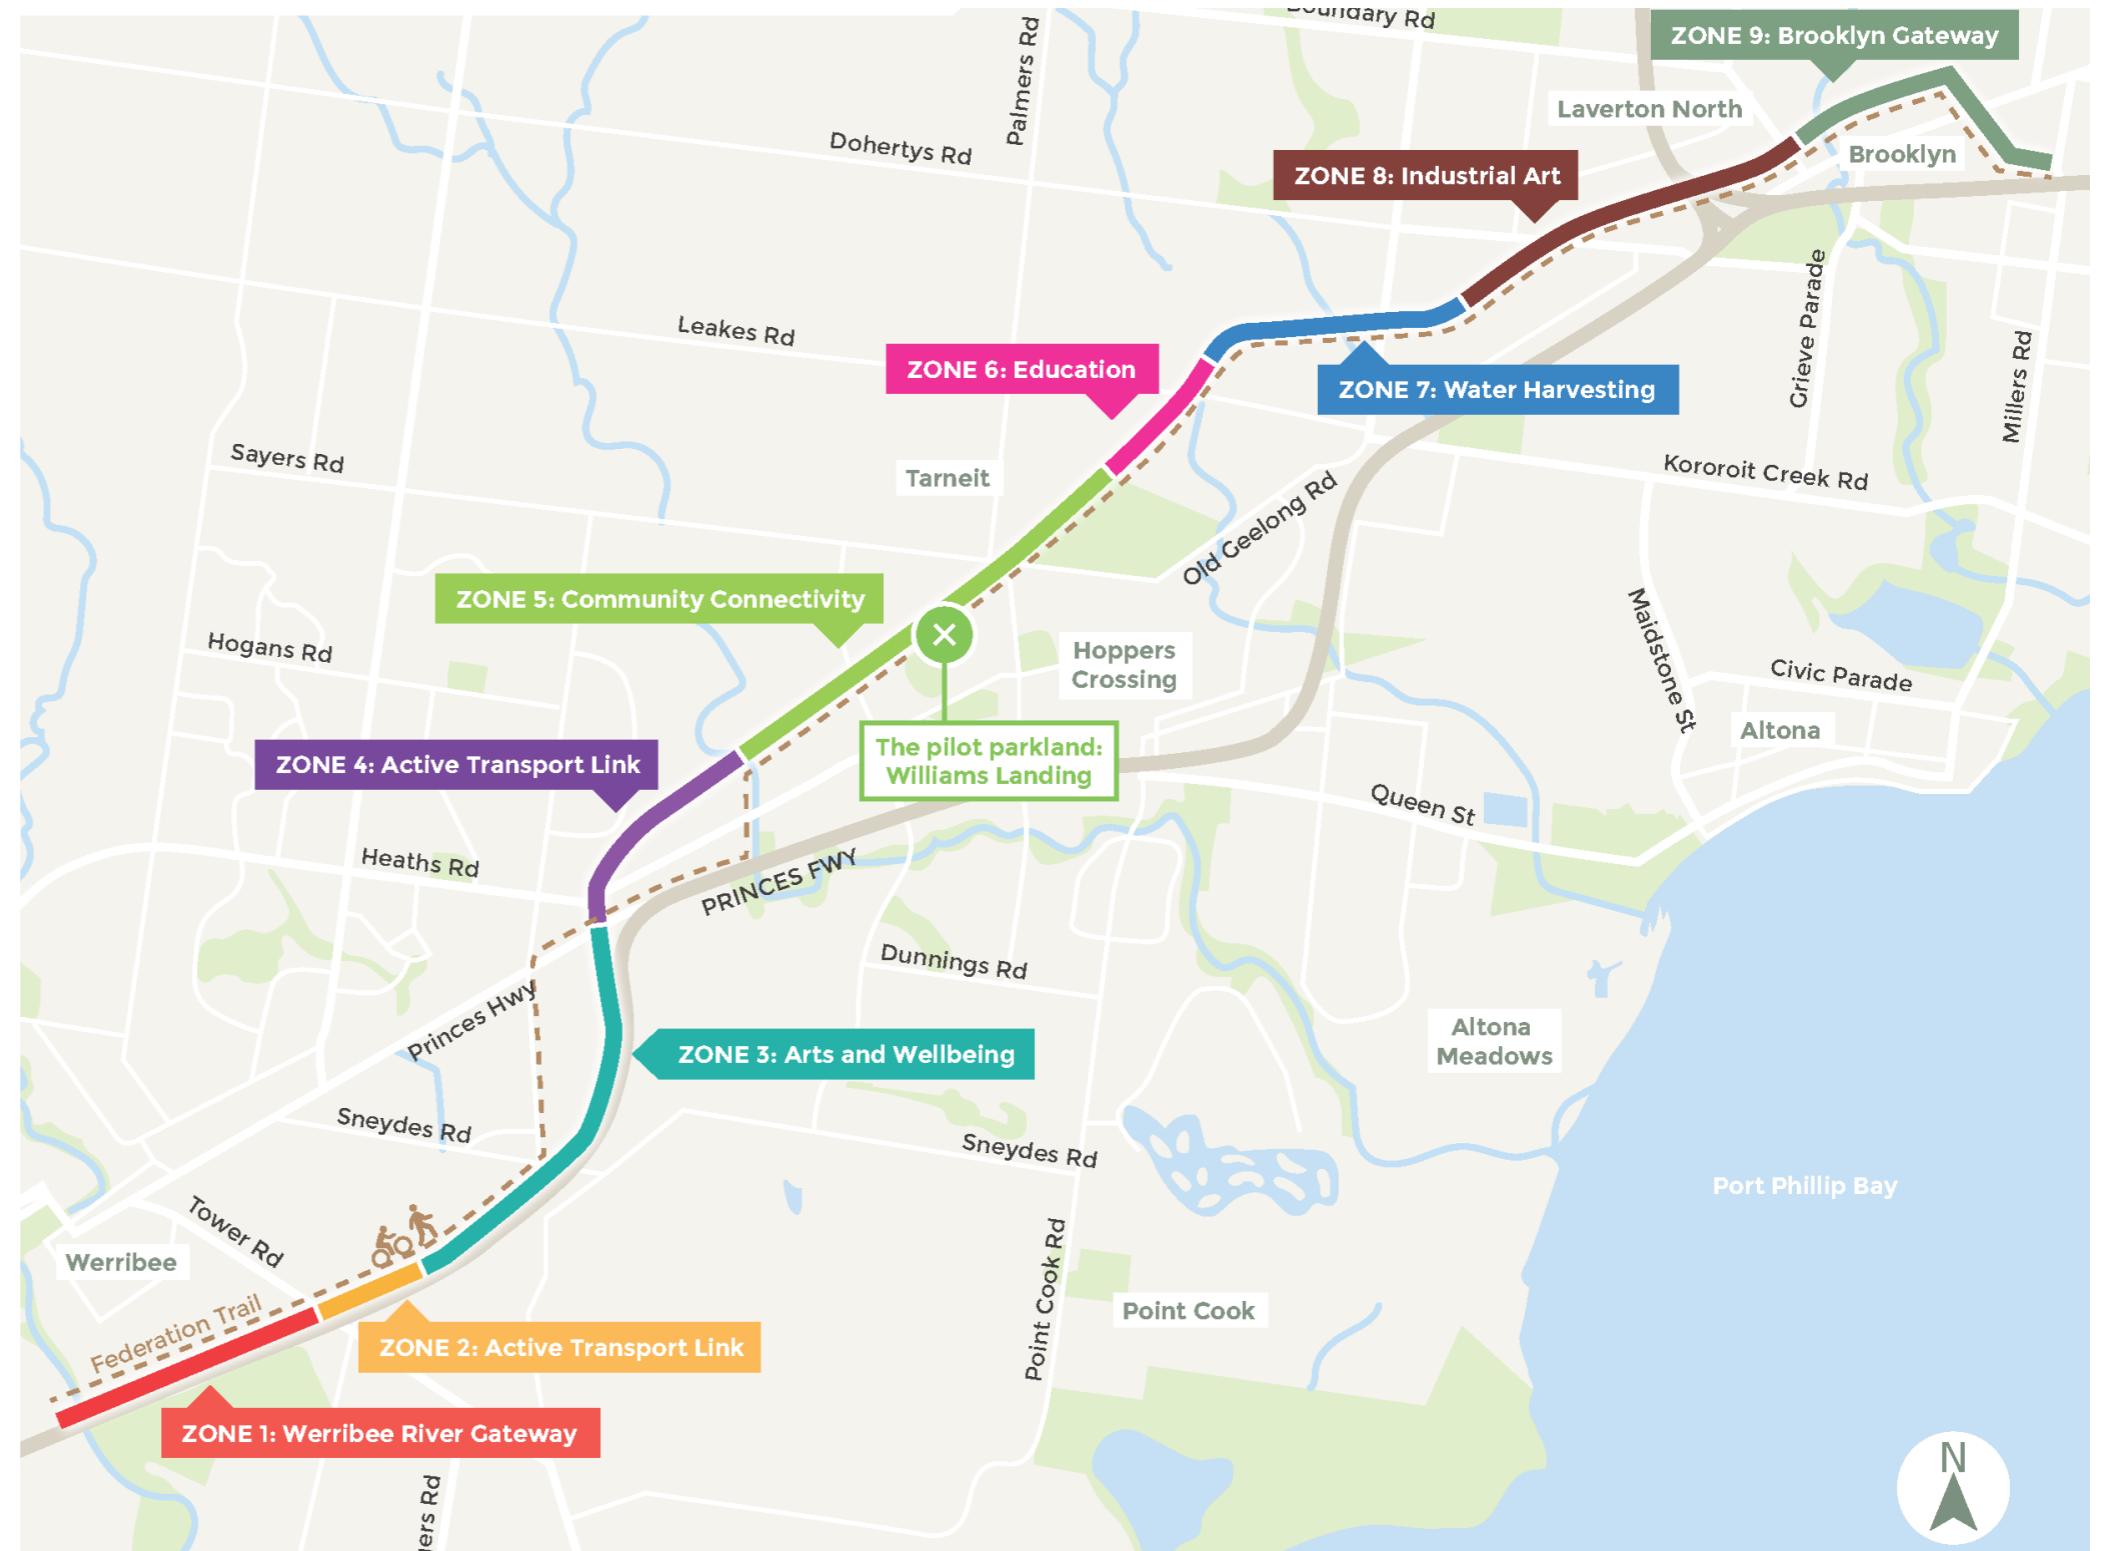 Boundary Rd
ZONE 9: Brooklyn Gateway
Palmers Rd
Laverton North
Dohertys Rd
Brooklyn
ZONE 8: Industrial Art
Grieve Parade
Leakes Rd
Millers Rd
ZONE 6: Education
ZONE 7: Water Harvesting
Sayers Rd
Tarneit
Kororoit Creek Rd
Old Geelong Rd
ZONE 5: Community Connectivity
Hogans Rd
Hoppers
Crossing
Maidstone St
Civic Parade
Altona
The pilot parkland:
Williams Landing
ZONE 4: Active Transport Link
Queen St
Heaths Rd
PRINCES FWY
Dunnings Rd
Princes Hwy
Altona
Meadows
ZONE 3: Arts and Wellbeing
Sneydes Rd
Sneydes Rd
Port Phillip Bay
Tower Rd
Werribee
Point Cook Rd
Point Cook
Federation Trail
ZONE 2: Active Transport Link
ZONE 1: Werribee River Gateway
N